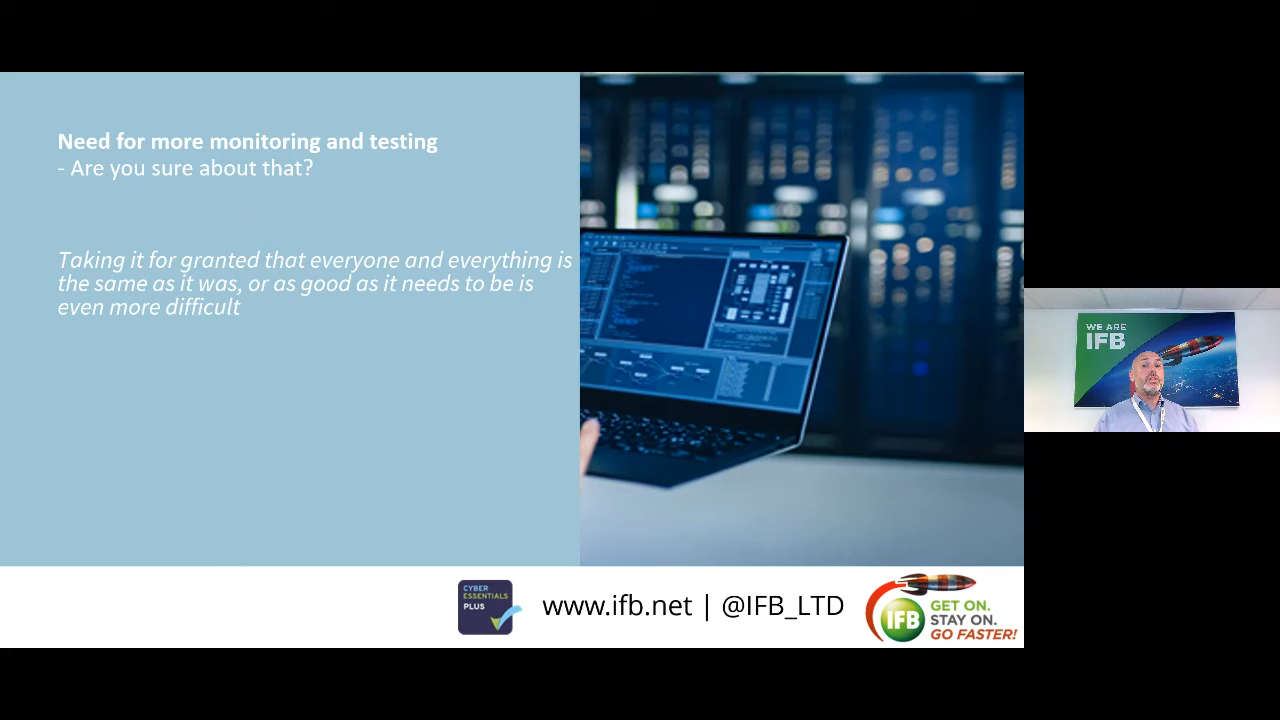 Need for more monitoring and testing
- Are you sure about that?
Taking it for granted that everyone and everything is
the same as it was, or as good as it needs to be is
even more difficult
WE ARE
IFB
CYBER
ESSENTIALS
PLUS
www.ifb.net | @IFB_LTD
IFB
GET ON.
STAY ON.
GO FASTER!